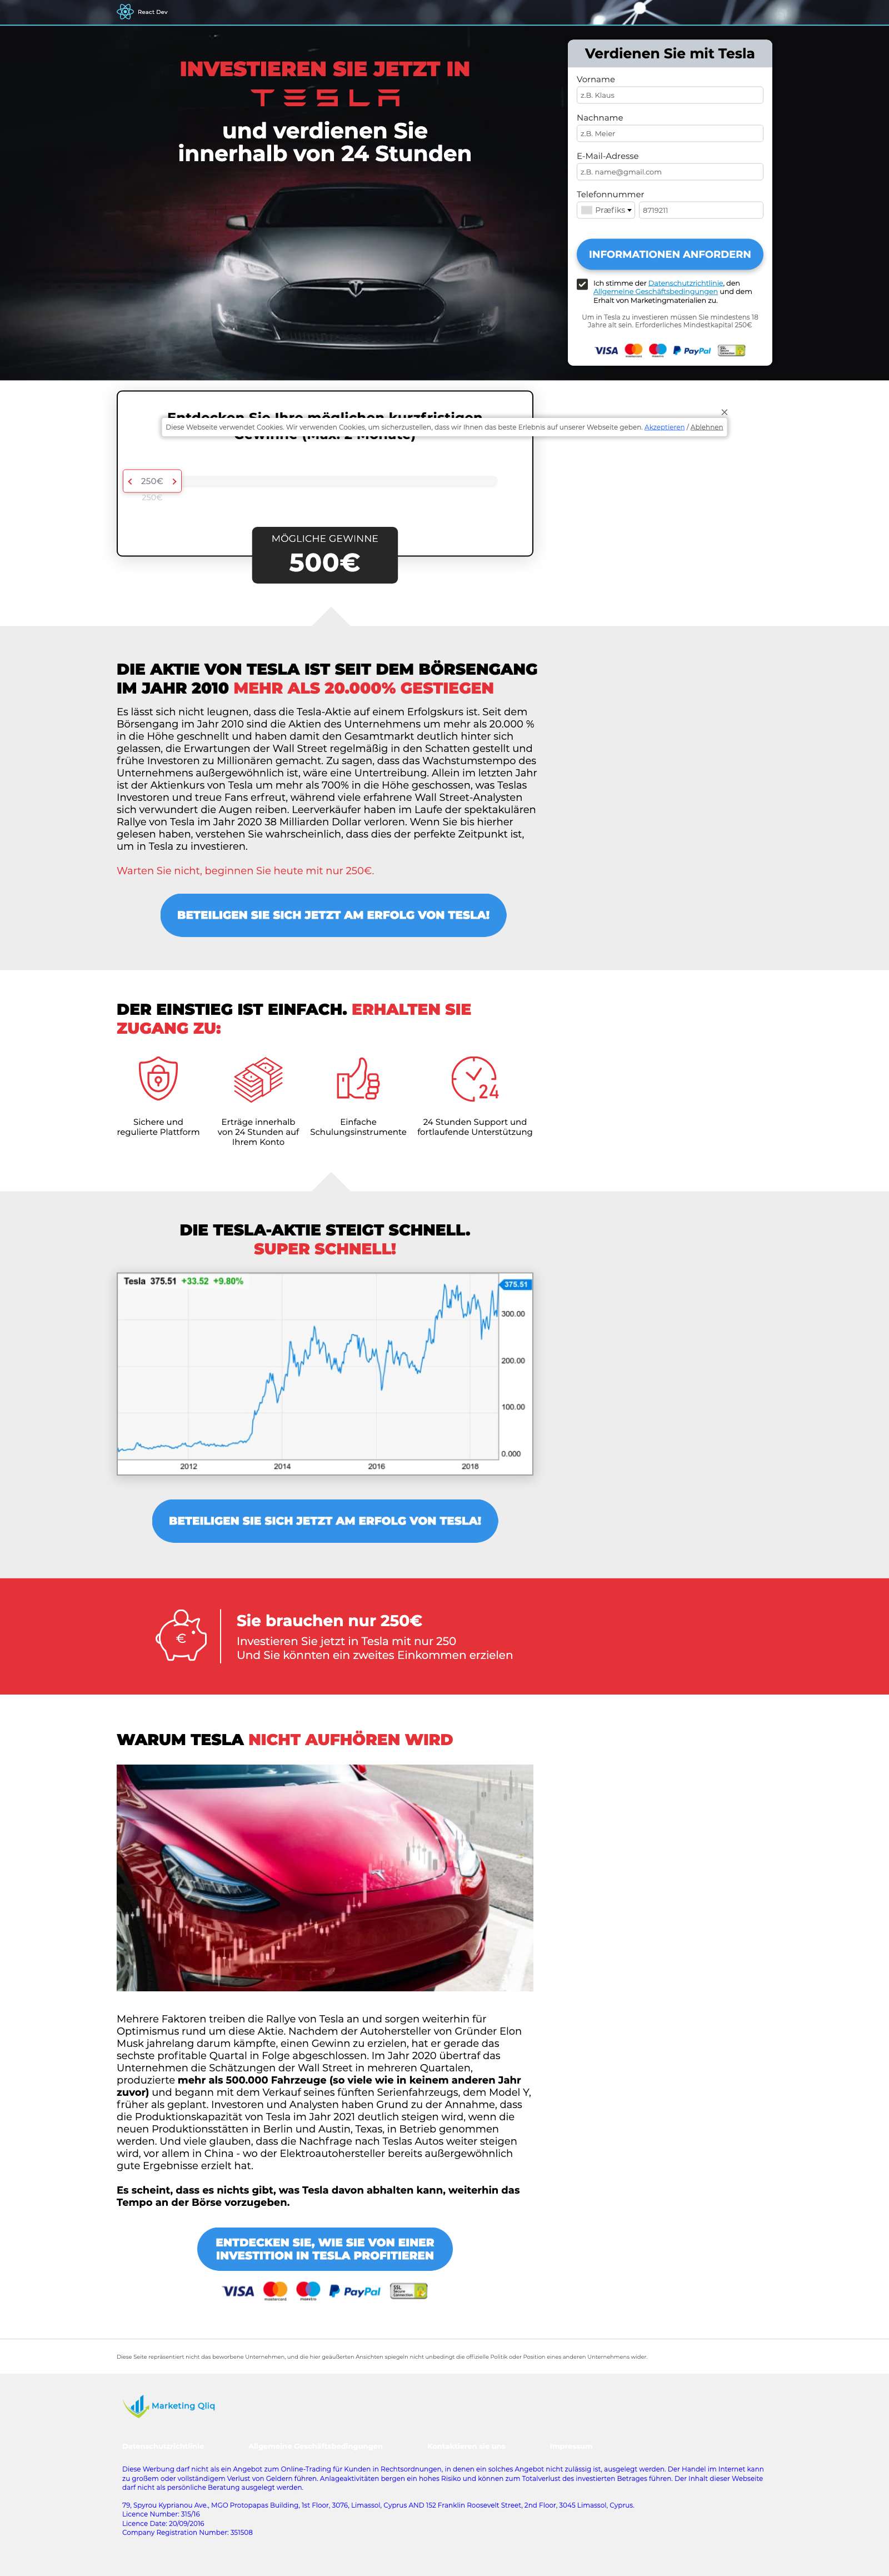 React Dev
INVESTIEREN SIE JETZT IN
TESLA
und verdienen Sie
innerhalb von 24 Stunden
Verdienen Sie mit Tesla
Vorname
z.B. Klaus
Nachname
z.B. Meier
E-Mail-Adresse
z.B. name@gmail.com
Telefonnummer
Præfiks
8719211
INFORMATIONEN ANFORDERN
Ich stimme der Datenschutzrichtlinie, den
Allgemeine Geschäftsbedingungen und dem
Erhalt von Marketingmaterialien zu.
Um in Tesla zu investieren müssen Sie mindestens 18
Jahre alt sein. Erforderliches Mindestkapital 250€
VISA PayPal
Entdecken Sie Ihre möglichen kurzfristigen
Gewinne (Max. 2 Monate)
Diese Webseite verwendet Cookies. Wir verwenden Cookies, um sicherzustellen, dass wir Ihnen das beste Erlebnis auf unserer Webseite geben. Akzeptieren / Ablehnen
250€
250€
MÖGLICHE GEWINNE
500€
DIE AKTIE VON TESLA IST SEIT DEM BÖRSENGANG
IM JAHR 2010 MEHR ALS 20.000% GESTIEGEN
Es lässt sich nicht leugnen, dass die Tesla-Aktie auf einem Erfolgskurs ist. Seit dem
Börsengang im Jahr 2010 sind die Aktien des Unternehmens um mehr als 20.000 %
in die Höhe geschnellt und haben damit den Gesamtmarkt deutlich hinter sich
gelassen, die Erwartungen der Wall Street regelmäßig in den Schatten gestellt und
frühe Investoren zu Millionären gemacht. Zu sagen, dass das Wachstumstempo des
Unternehmens außergewöhnlich ist, wäre eine Untertreibung. Allein im letzten Jahr
ist der Aktienkurs von Tesla um mehr als 700% in die Höhe geschossen, was Teslas
Investoren und treue Fans erfreut, während viele erfahrene Wall Street-Analysten
sich verwundert die Augen reiben. Leerverkäufer haben im Laufe der spektakulären
Rallye von Tesla im Jahr 2020 38 Milliarden Dollar verloren. Wenn Sie bis hierher
gelesen haben, verstehen Sie wahrscheinlich, dass dies der perfekte Zeitpunkt ist,
um in Tesla zu investieren.
Warten Sie nicht, beginnen Sie heute mit nur 250€.
BETEILIGEN SIE SICH JETZT AM ERFOLG VON TESLA!
DER EINSTIEG IST EINFACH. ERHALTEN SIE
ZUGANG ZU:
24
Sichere und
regulierte Plattform
Erträge innerhalb
von 24 Stunden auf
Ihrem Konto
Einfache
Schulungsinstrumente
24 Stunden Support und
fortlaufende Unterstützung
DIE TESLA-AKTIE STEIGT SCHNELL.
SUPER SCHNELL!
Tesla 375.51 +33.52 +9.80%
375.51
300.00
200.00
100.00
0.000
2012 2014 2016 2018
BETEILIGEN SIE SICH JETZT AM ERFOLG VON TESLA!
€
Sie brauchen nur 250€
Investieren Sie jetzt in Tesla mit nur 250
Und Sie könnten ein zweites Einkommen erzielen
WARUM TESLA NICHT AUFHÖREN WIRD
Mehrere Faktoren treiben die Rallye von Tesla an und sorgen weiterhin für
Optimismus rund um diese Aktie. Nachdem der Autohersteller von Gründer Elon
Musk jahrelang darum kämpfte, einen Gewinn zu erzielen, hat er gerade das
sechste profitable Quartal in Folge abgeschlossen. Im Jahr 2020 übertraf das
Unternehmen die Schätzungen der Wall Street in mehreren Quartalen,
produzierte mehr als 500.000 Fahrzeuge (so viele wie in keinem anderen Jahr
zuvor) und begann mit dem Verkauf seines fünften Serienfahrzeugs, dem Model Y,
früher als geplant. Investoren und Analysten haben Grund zu der Annahme, dass
die Produktionskapazität von Tesla im Jahr 2021 deutlich steigen wird, wenn die
neuen Produktionsstätten in Berlin und Austin, Texas, in Betrieb genommen
werden. Und viele glauben, dass die Nachfrage nach Teslas Autos weiter steigen
wird, vor allem in China - wo der Elektroautohersteller bereits außergewöhnlich
gute Ergebnisse erzielt hat.
Es scheint, dass es nichts gibt, was Tesla davon abhalten kann, weiterhin das
Tempo an der Börse vorzugeben.
ENTDECKEN SIE, WIE SIE VON EINER
INVESTITION IN TESLA PROFITIEREN
VISA mastercard maestro PayPal SSL Secure Connection
Diese Seite repräsentiert nicht das beworbene Unternehmen, und die hier geäußerten Ansichten spiegeln nicht unbedingt die offizielle Politik oder Position eines anderen Unternehmens wider.
Marketing Qliq
Diese Werbung darf nicht als ein Angebot zum Online-Trading für Kunden in Rechtsordnungen, in denen ein solches Angebot nicht zulässig ist, ausgelegt werden. Der Handel im Internet kann
zu großem oder vollständigem Verlust von Geldern führen. Anlageaktivitäten bergen ein hohes Risiko und können zum Totalverlust des investierten Betrages führen. Der Inhalt dieser Webseite
darf nicht als persönliche Beratung ausgelegt werden.
79, Spyrou Kyprianou Ave., MGO Protopapas Building, 1st Floor, 3076, Limassol, Cyprus AND 152 Franklin Roosevelt Street, 2nd Floor, 3045 Limassol, Cyprus.
Licence Number: 315/16
Licence Date: 20/09/2016
Company Registration Number: 351508